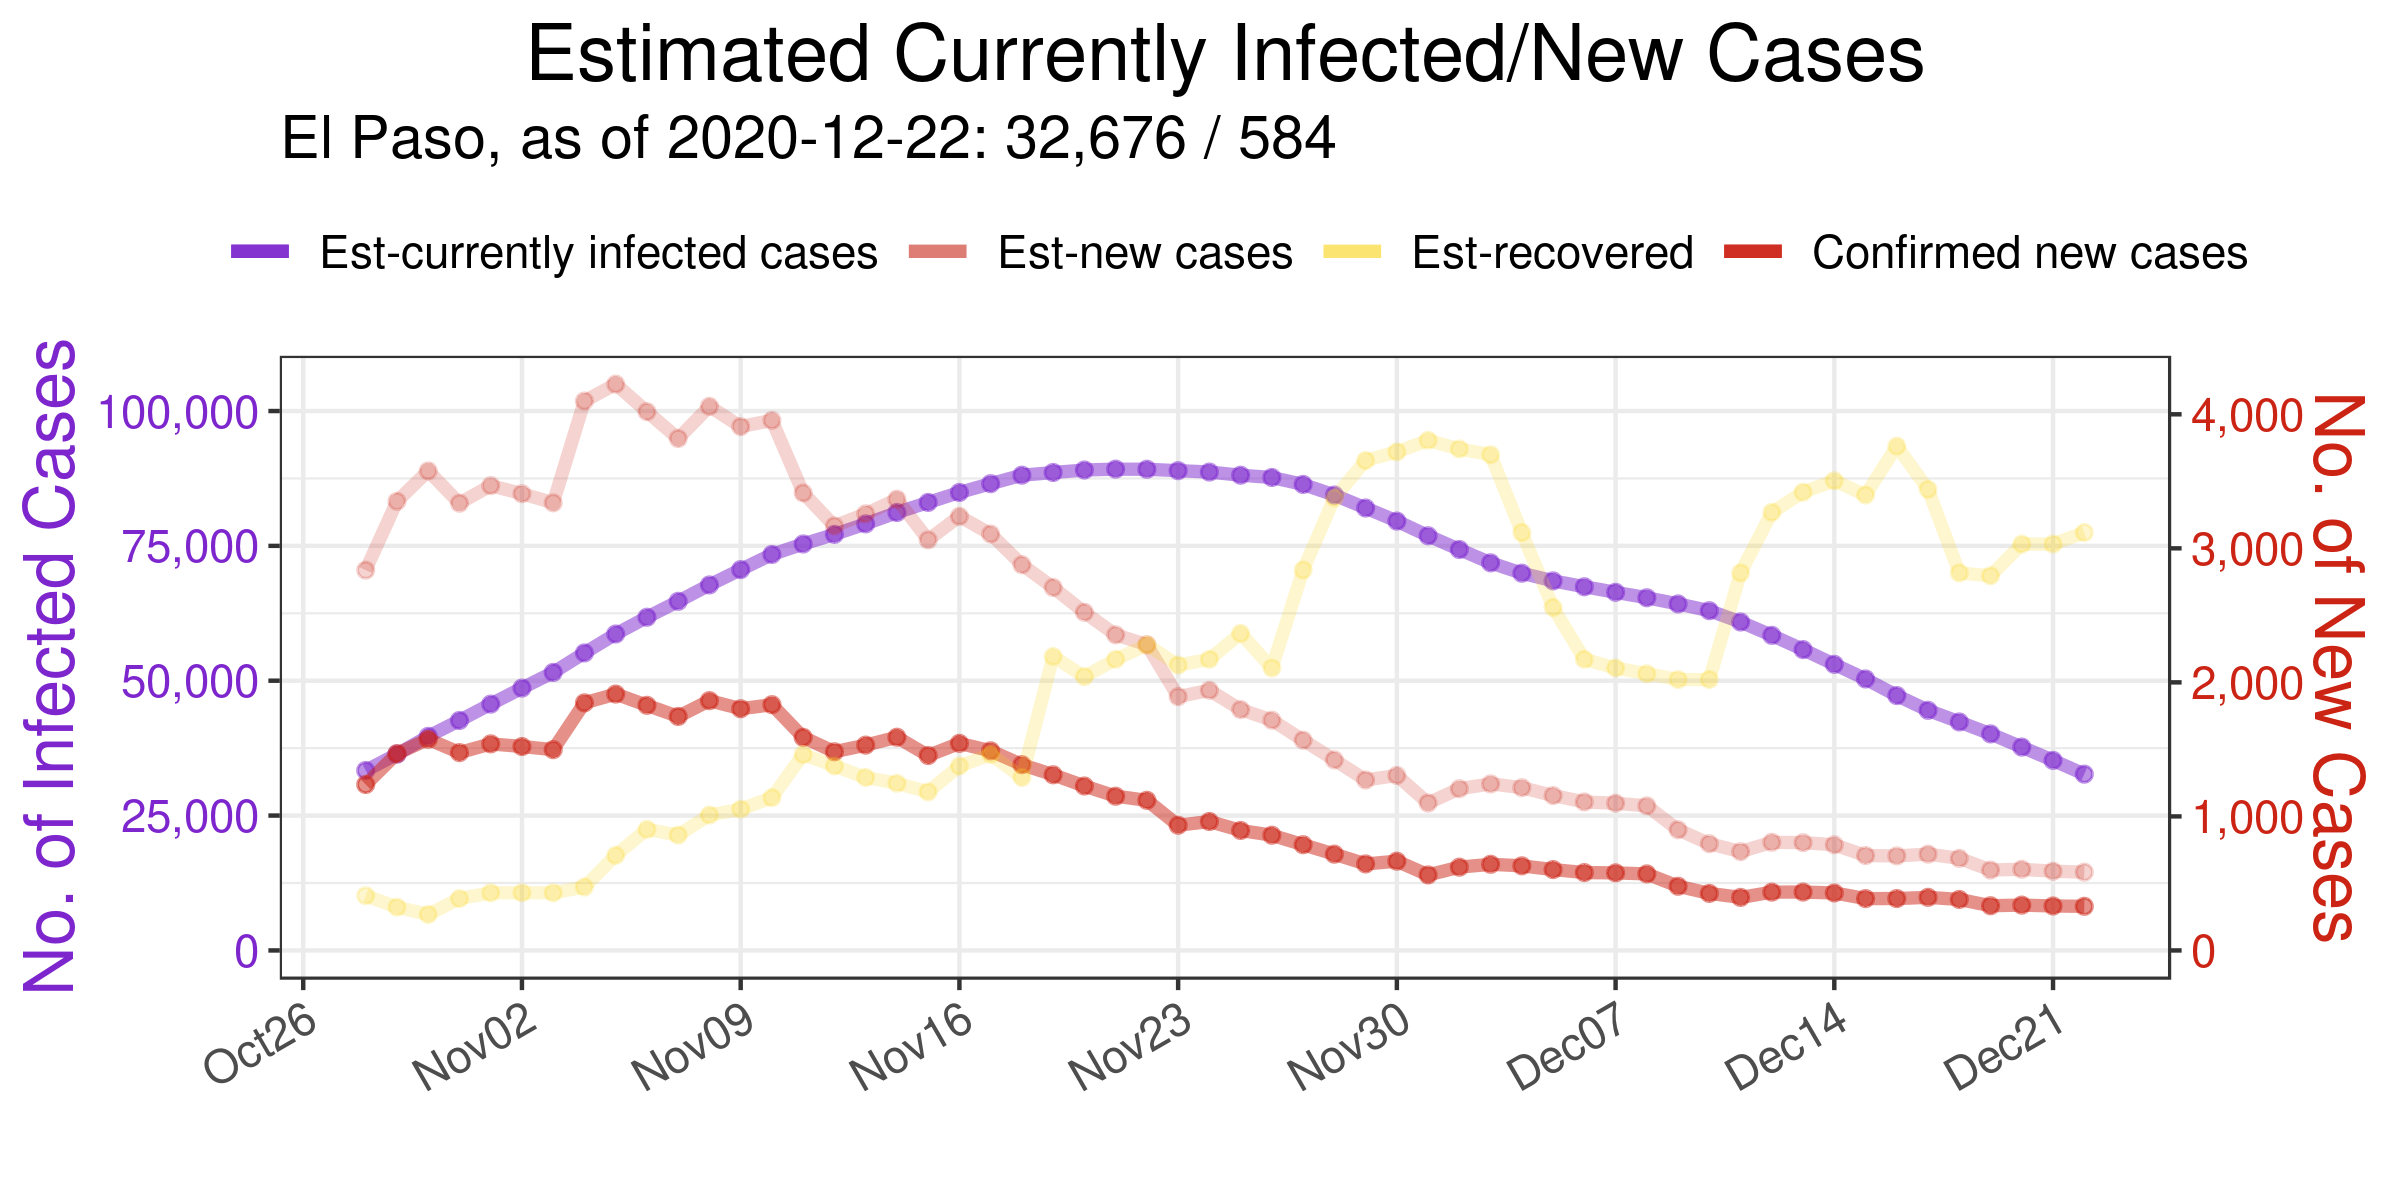 Estimated Currently Infected/New Cases
El Paso, as of 2020-12-22: 32,676 / 584
Est-currently infected cases Est-new cases Est-recovered Confirmed new cases
No. of Infected Cases
100,000
75,000
50,000
25,000
0
4,000
3,000
2,000
1,000
0
No. of New Cases
Oct26 Nov02 Nov09 Nov16 Nov23 Nov30 Dec07 Dec14 Dec21